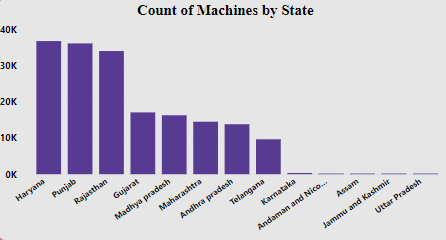 Count of Machines by State
40K
30K
20K
10K
0K
Haryana
Punjab
Rajasthan
Gujarat
Madhya pradesh
Maharashtra
Andhra pradesh
Telangana
Karnataka
Andaman and Nico...
Assam
Jammu and Kashmir
Uttar Pradesh